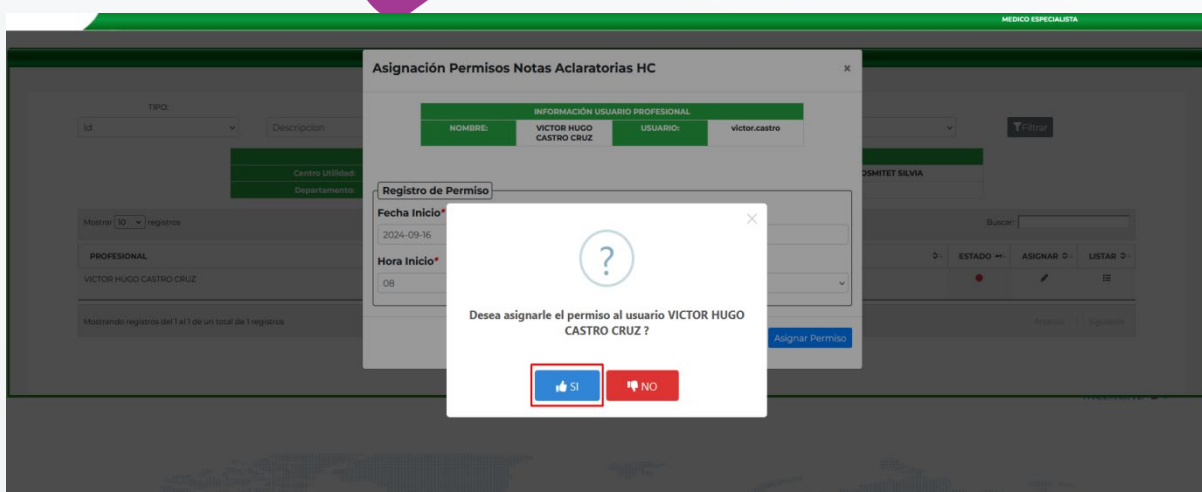 MEDICO ESPECIALISTA
Asignación Permisos Notas Aclaratorias HC ×
TIPO:
Id Descripcion Filtrar
INFORMACIÓN USUARIO PROFESIONAL
NOMBRE: VICTOR HUGO CASTRO CRUZ USUARIO: victor.castro
Centro Utilidad: OSMITET SILVIA
Departamento:
Registro de Permiso
Mostrar 10 registros Buscar:
Fecha Inicio*
2024-09-16
PROFESIONAL ESTADO ASIGNAR LISTAR
Hora Inicio*
VICTOR HUGO CASTRO CRUZ
08
?
Desea asignarle el permiso al usuario VICTOR HUGO
CASTRO CRUZ ?
Mostrando registros del 1 al 1 de un total de 1 registros Anterior 1 Siguiente
Asignar Permiso
SI NO